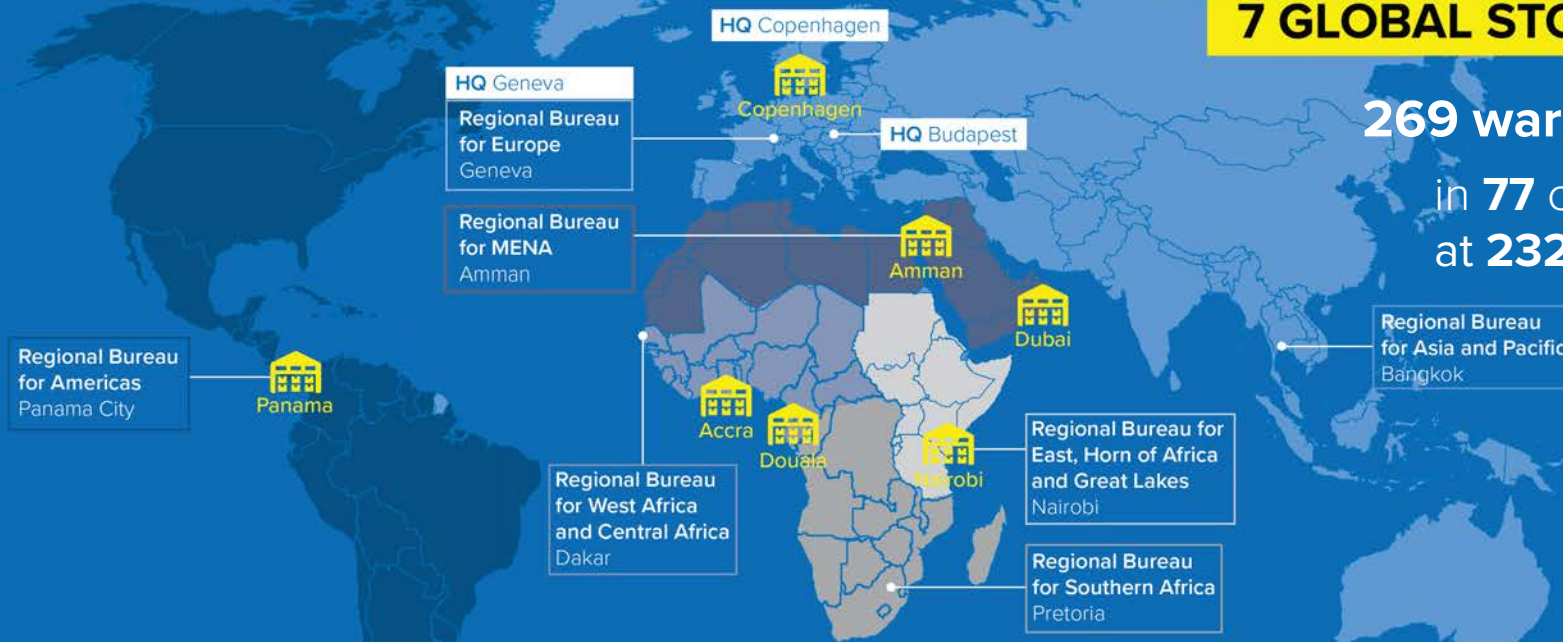 7 GLOBAL STO
HQ Copenhagen
Copenhagen
HQ Geneva
Regional Bureau
for Europe
Geneva
HQ Budapest
269 war
in 77
at 232
Regional Bureau
for MENA
Amman
Amman
Dubai
Regional Bureau
for Asia and Pacific
Bangkok
Regional Bureau
for Americas
Panama City
Panama
Accra
Douala
Nairobi
Regional Bureau for
East, Horn of Africa
and Great Lakes
Nairobi
Regional Bureau
for West Africa
and Central Africa
Dakar
Regional Bureau
for Southern Africa
Pretoria